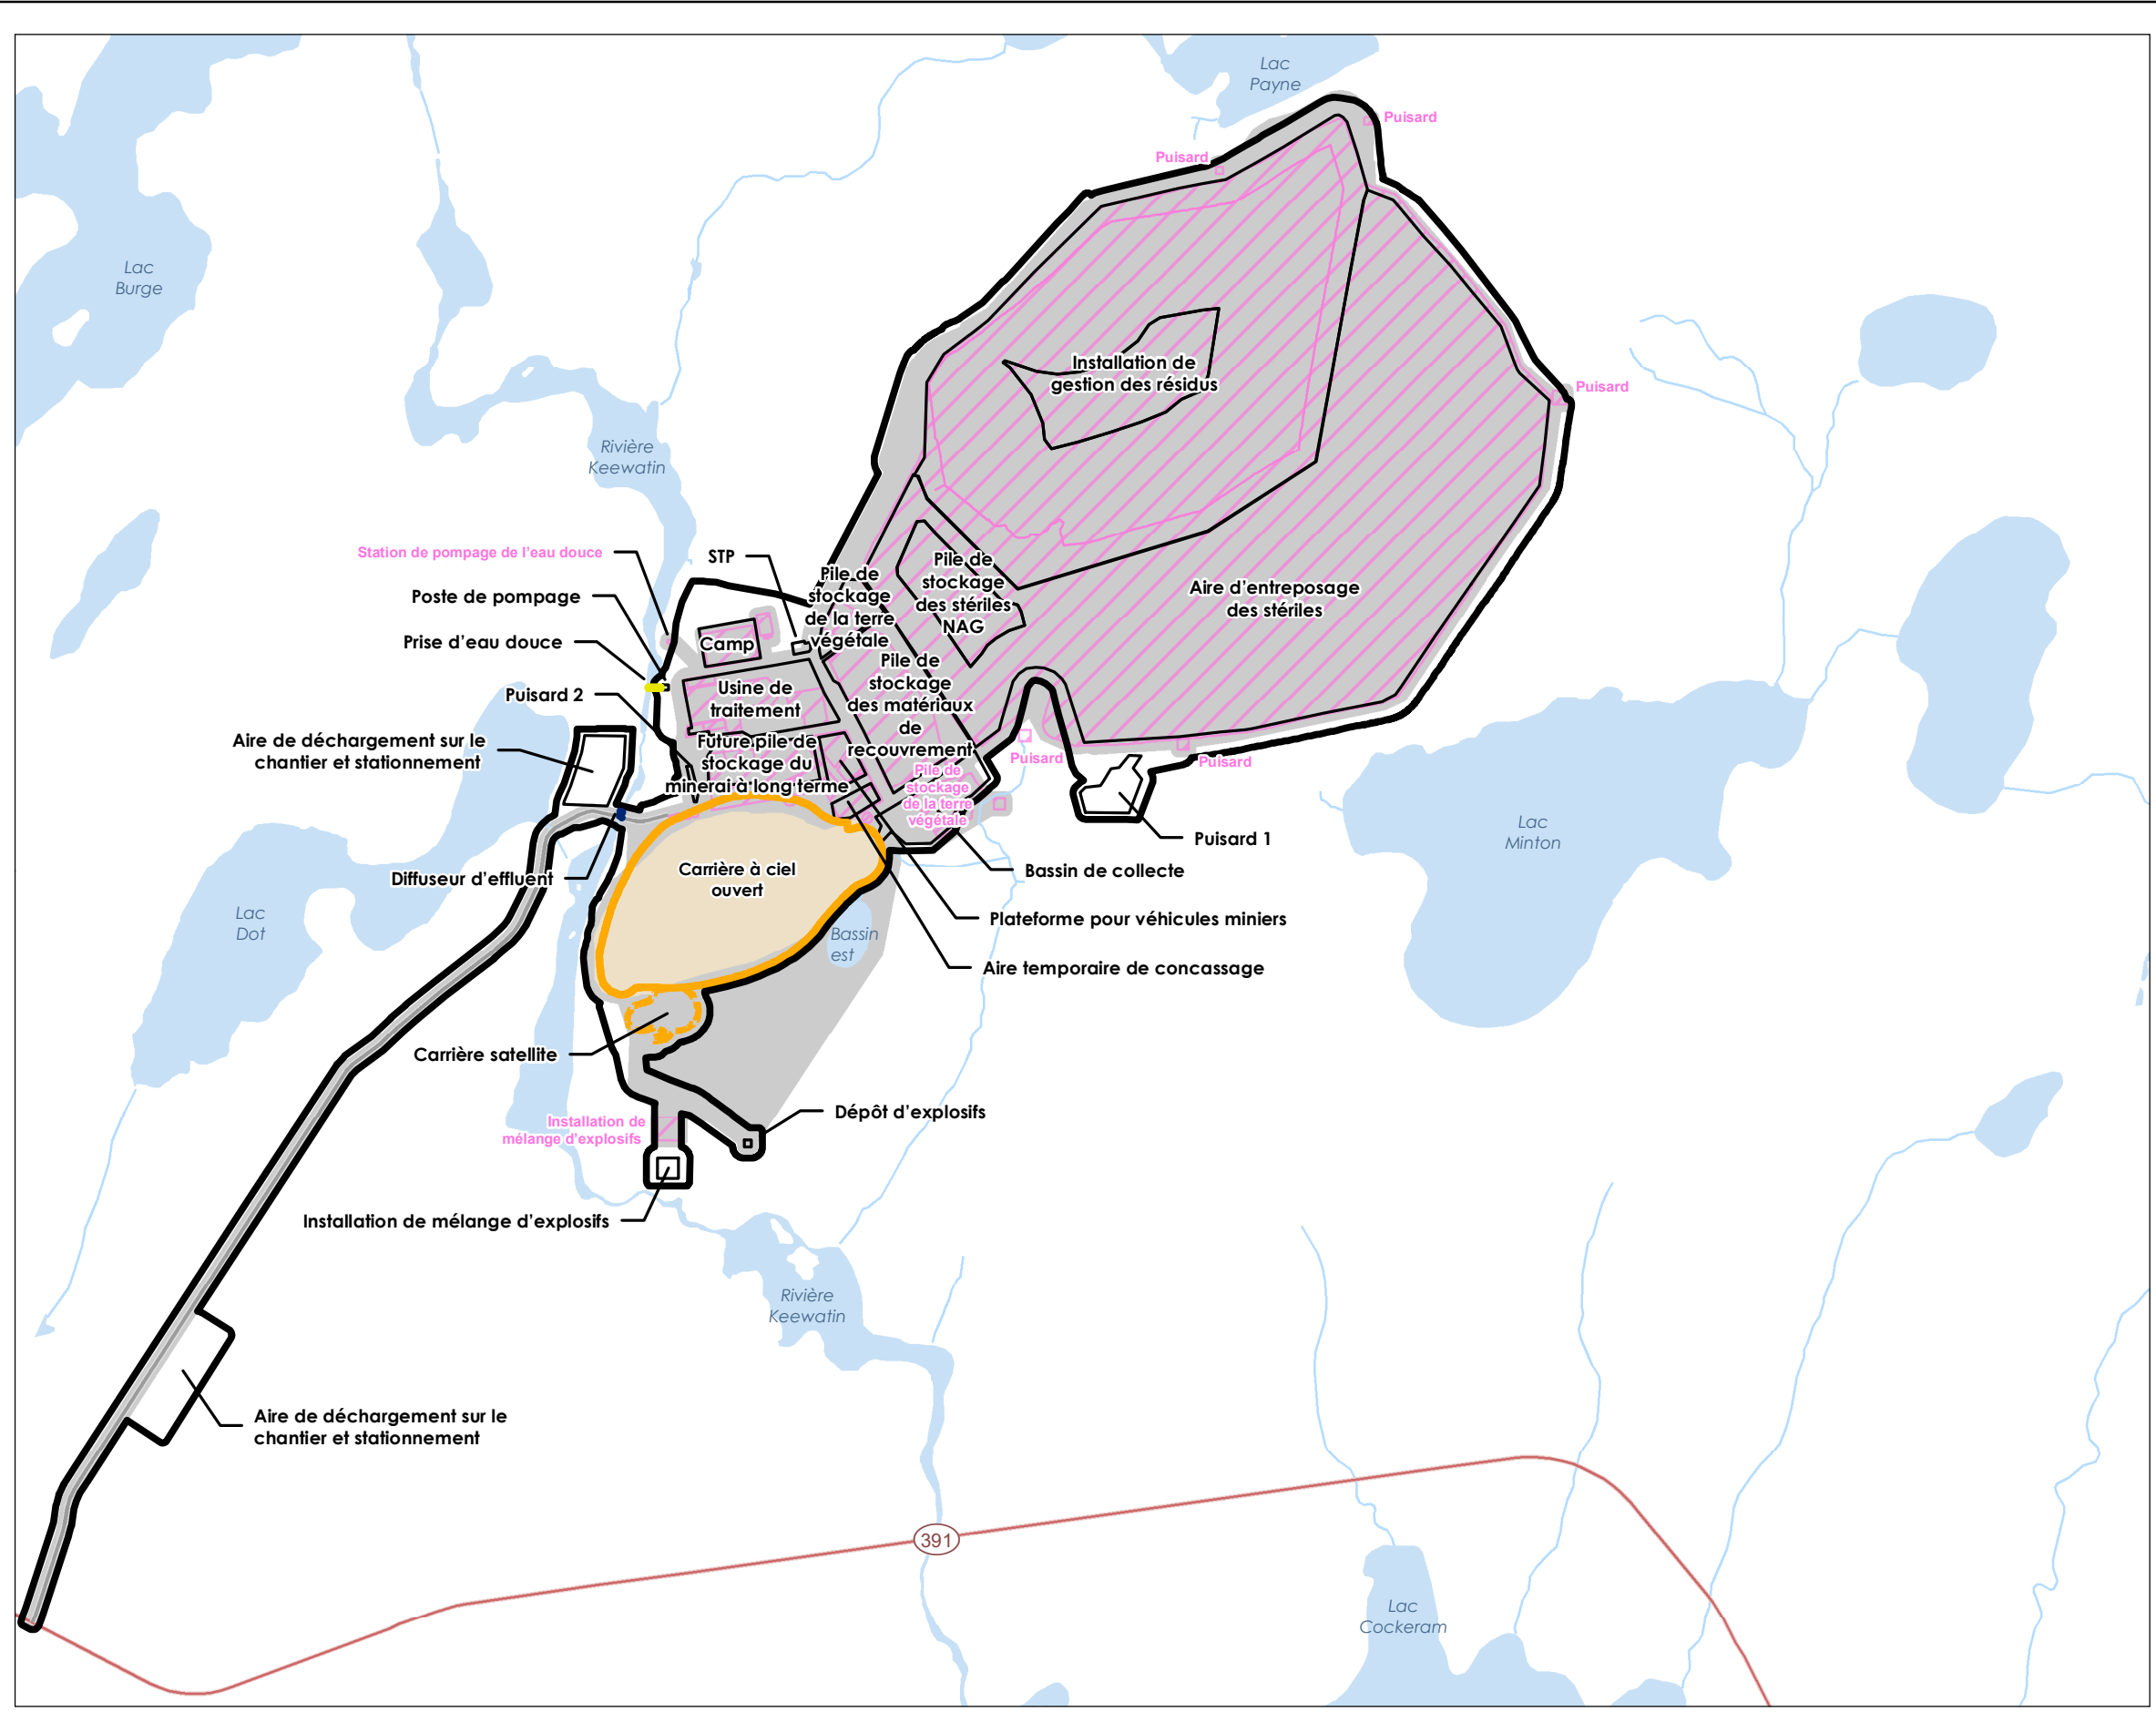 Lac
Payne
Puisard
Puisard
Lac
Burge
Installation de
gestion des résidus
Puisard
Rivière
Keewatin
Station de pompage de l'eau douce
STP
Pile de
stockage
de la terre
végétale
Pile de
stockage
des stériles
NAG
Aire d'entreposage
des stériles
Poste de pompage
Prise d'eau douce
Camp
Pile de
stockage
des matériaux
de
recouvrement
Puisard 2
Usine de
traitement
Aire de déchargement sur le
chantier et stationnement
Future pile de
stockage du
minerai à long terme
Puisard
Puisard
Pile de
stockage
de la terre
végétale
Puisard 1
Lac
Minton
Bassin de collecte
Diffuseur d'effluent
Carrière à ciel
ouvert
Lac
Dot
Plateforme pour véhicules miniers
Bassin
est
Aire temporaire de concassage
Carrière satellite
Dépôt d'explosifs
Installation de
mélange d'explosifs
Installation de mélange d'explosifs
Rivière
Keewatin
Aire de déchargement sur le
chantier et stationnement
391
Lac
Cockeram